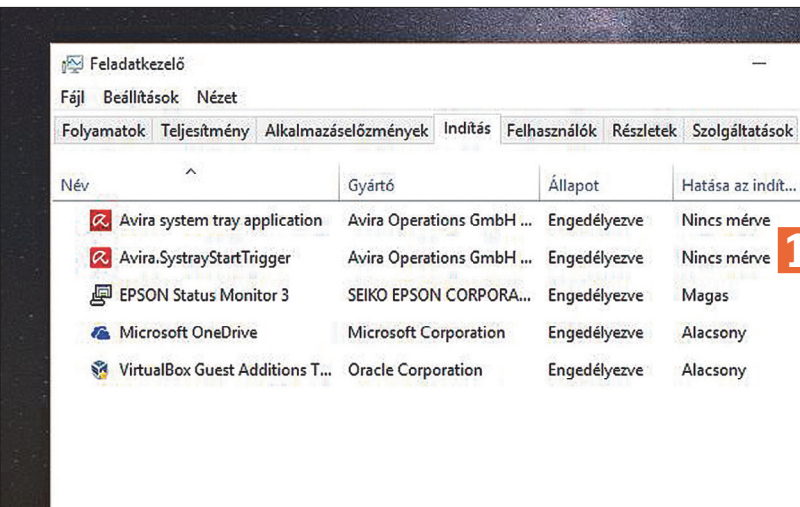 Feladatkezelő
Fájl Beállítások Nézet
Folyamatok Teljesítmény Alkalmazáselőzmények Indítás Felhasználók Részletek Szolgáltatások
Név Gyártó Állapot Hatása az indít...
Avira system tray application Avira Operations GmbH ... Engedélyezve Nincs mérve
Avira.SystrayStartTrigger Avira Operations GmbH ... Engedélyezve Nincs mérve
1
EPSON Status Monitor 3 SEIKO EPSON CORPORA... Engedélyezve Magas
Microsoft OneDrive Microsoft Corporation Engedélyezve Alacsony
VirtualBox Guest Additions T... Oracle Corporation Engedélyezve Alacsony